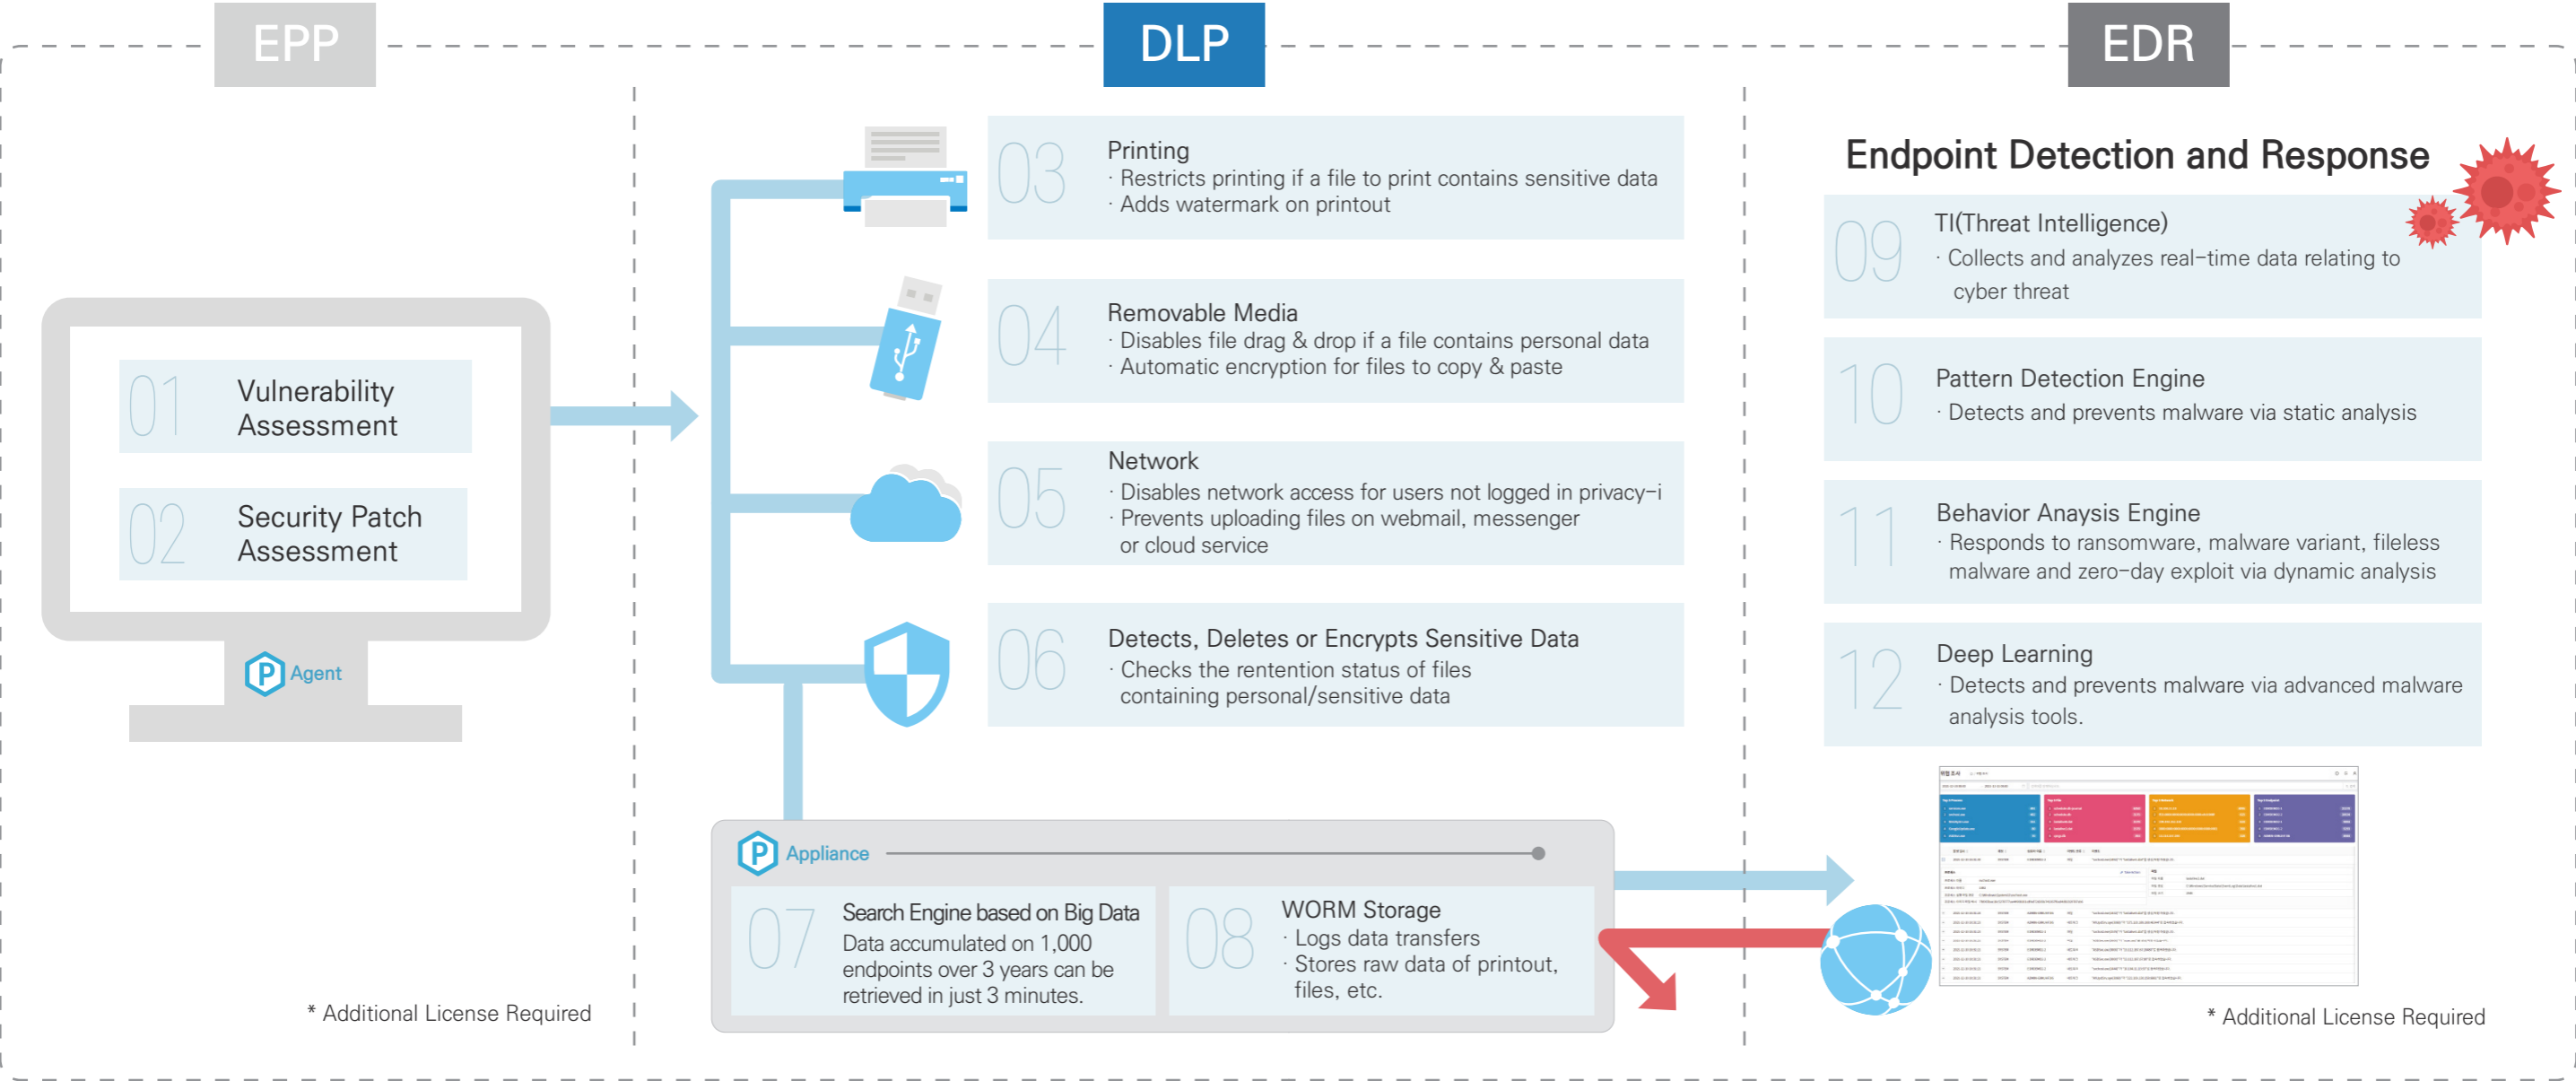 EPP
DLP
EDR
01
Vulnerability
Assessment
02
Security Patch
Assessment
P Agent
* Additional License Required
03
Printing
· Restricts printing if a file to print contains sensitive data
· Adds watermark on printout
04
Removable Media
· Disables file drag & drop if a file contains personal data
· Automatic encryption for files to copy & paste
05
Network
· Disables network access for users not logged in privacy-i
· Prevents uploading files on webmail, messenger
or cloud service
06
Detects, Deletes or Encrypts Sensitive Data
· Checks the rentention status of files
containing personal/sensitive data
P Appliance
07
Search Engine based on Big Data
Data accumulated on 1,000
endpoints over 3 years can be
retrieved in just 3 minutes.
08
WORM Storage
· Logs data transfers
· Stores raw data of printout,
files, etc.
Endpoint Detection and Response
09
TI(Threat Intelligence)
· Collects and analyzes real-time data relating to
cyber threat
10
Pattern Detection Engine
· Detects and prevents malware via static analysis
11
Behavior Anaysis Engine
· Responds to ransomware, malware variant, fileless
malware and zero-day exploit via dynamic analysis
12
Deep Learning
· Detects and prevents malware via advanced malware
analysis tools.
위협 조사
* Additional License Required